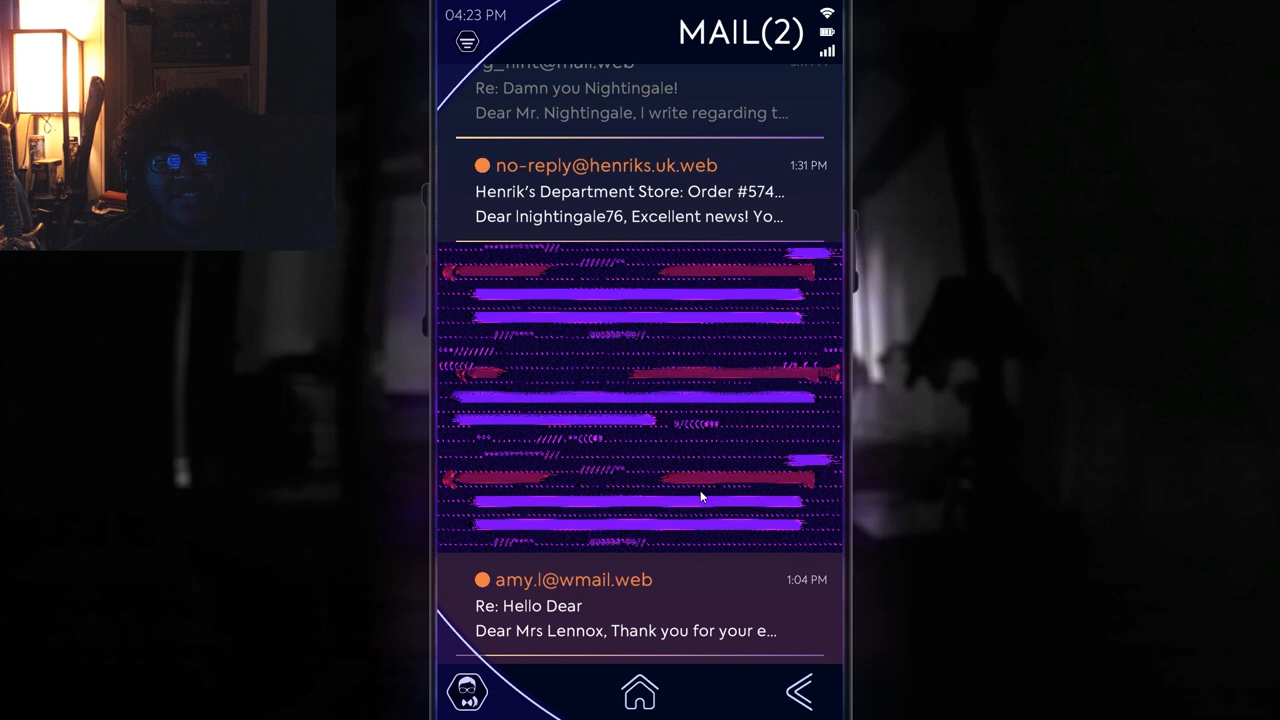 04:23 PM
MAIL(2)
Re: Damn you Nightingale!
Dear Mr. Nightingale, I write regarding t...
no-reply@henriks.uk.web
1:31 PM
Henrik's Department Store: Order #574...
Dear lnightingale76, Excellent news! Yo...
amy.l@wmail.web
1:04 PM
Re: Hello Dear
Dear Mrs Lennox, Thank you for your e...